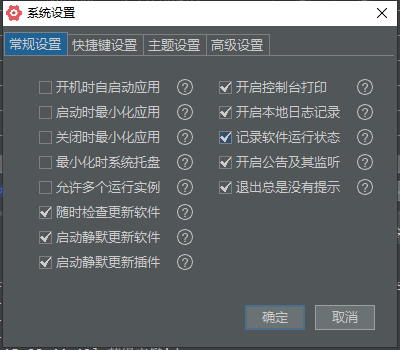 系统设置
常规设置 快捷键设置 主题设置 高级设置
开机时自启动应用
启动时最小化应用
关闭时最小化应用
最小化时系统托盘
允许多个运行实例
随时检查更新软件
启动静默更新软件
启动静默更新插件
开启控制台打印
开启本地日志记录
记录软件运行状态
开启公告及其监听
退出总是没有提示
确定 取消